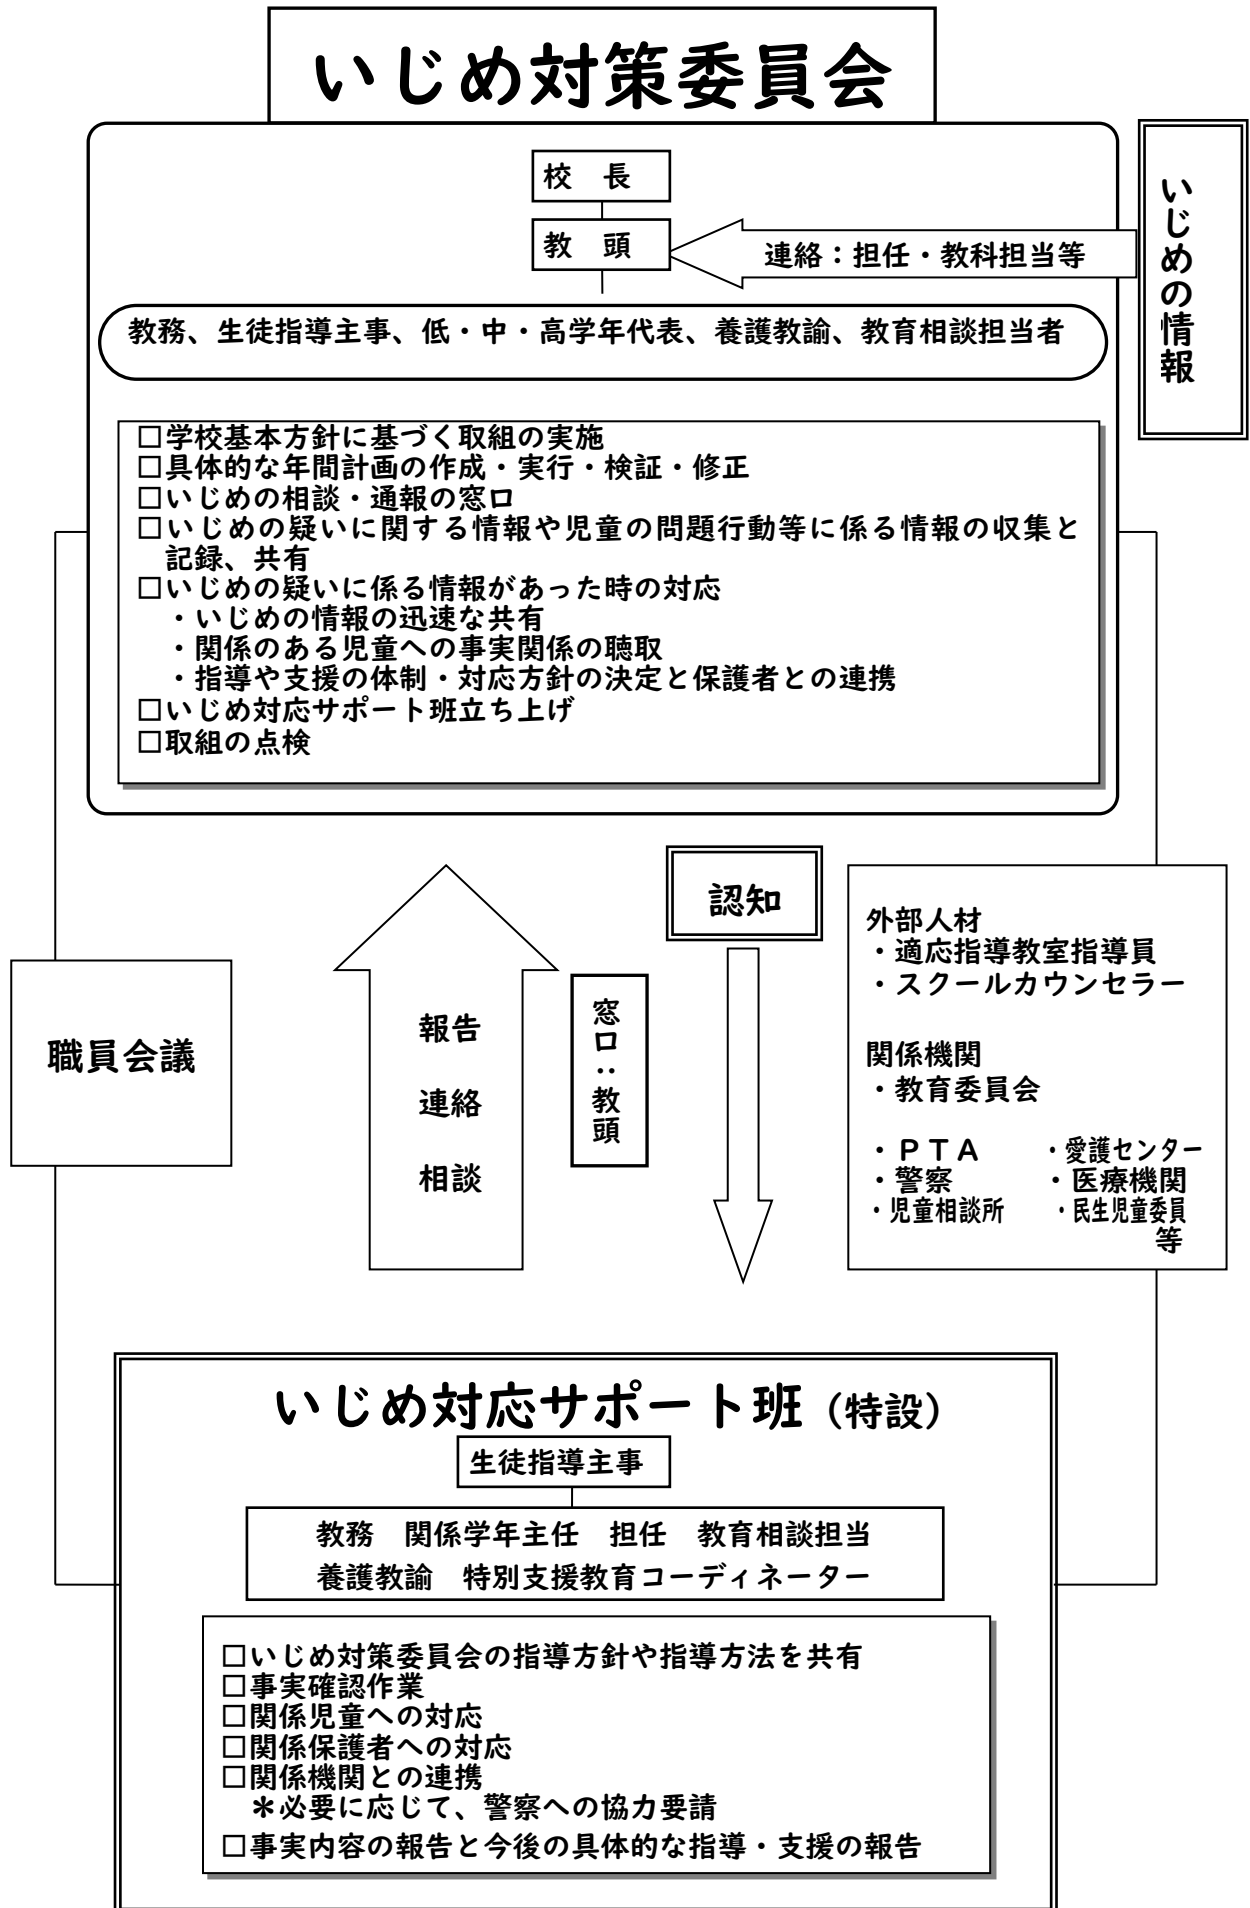 いじめ対策委員会
校　長
教　頭
連絡：担任・教科担当等
いじめの情報
教務、生徒指導主事、低・中・高学年代表、養護教諭、教育相談担当者
□学校基本方針に基づく取組の実施
□具体的な年間計画の作成・実行・検証・修正
□いじめの相談・通報の窓口
□いじめの疑いに関する情報や児童の問題行動等に係る情報の収集と
記録、共有
□いじめの疑いに係る情報があった時の対応
・いじめの情報の迅速な共有
・関係のある児童への事実関係の聴取
・指導や支援の体制・対応方針の決定と保護者との連携
□いじめ対応サポート班立ち上げ
□取組の点検
認知
職員会議
報告
連絡
相談
窓口：教頭
外部人材
・適応指導教室指導員
・スクールカウンセラー
関係機関
・教育委員会
・ＰＴＡ　・愛護センター
・警察　・医療機関
・児童相談所　・民生児童委員
等
いじめ対応サポート班（特設）
生徒指導主事
教務　関係学年主任　担任　教育相談担当
養護教諭　特別支援教育コーディネーター
□いじめ対策委員会の指導方針や指導方法を共有
□事実確認作業
□関係児童への対応
□関係保護者への対応
□関係機関との連携
＊必要に応じて、警察への協力要請
□事実内容の報告と今後の具体的な指導・支援の報告